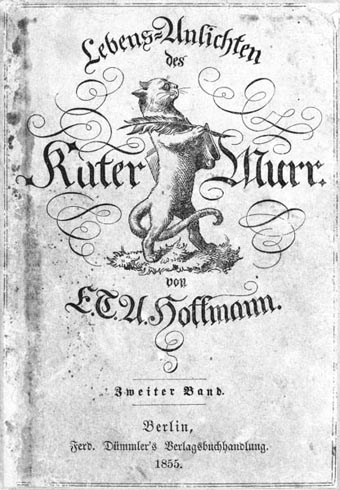 Lebens-Ansichten
des
Kater Murr.
von
E.T.A. Hoffmann.
Zweiter Band.
Berlin,
Ferd. Dümmler's Verlagsbuchhandlung.
1855.